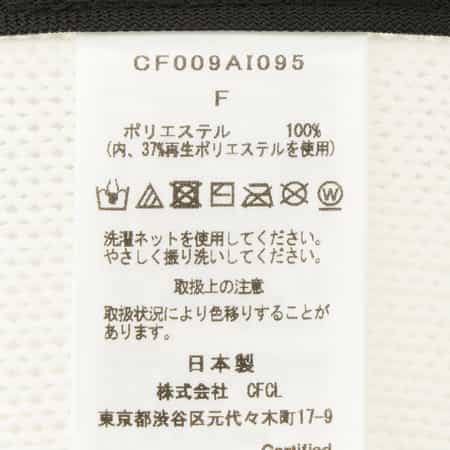 CF009AI095
F
ポリエステル 100%
(内、37%再生ポリエステルを使用)
W
洗濯ネットを使用してください。
やさしく振り洗いしてください。
取扱上の注意
取扱状況により色移りすることが
あります。
日本製
株式会社 CFCL
東京都渋谷区元代々木町17-9
Certified